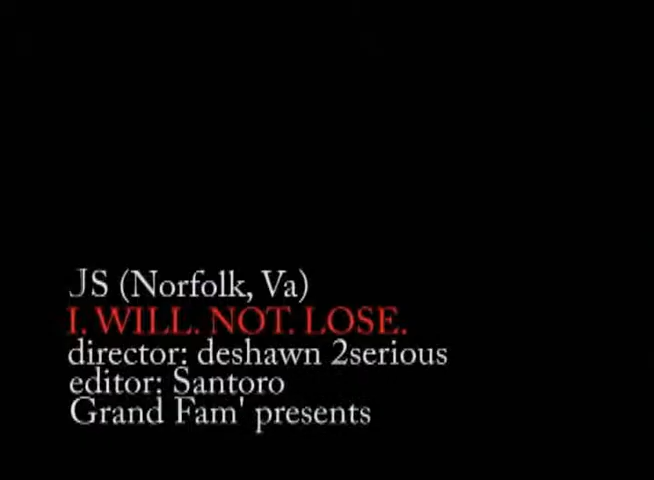 JS (Norfolk, Va)
I. WILL. NOT. LOSE.
director: deshawn 2serious
editor: Santoro
Grand Fam' presents